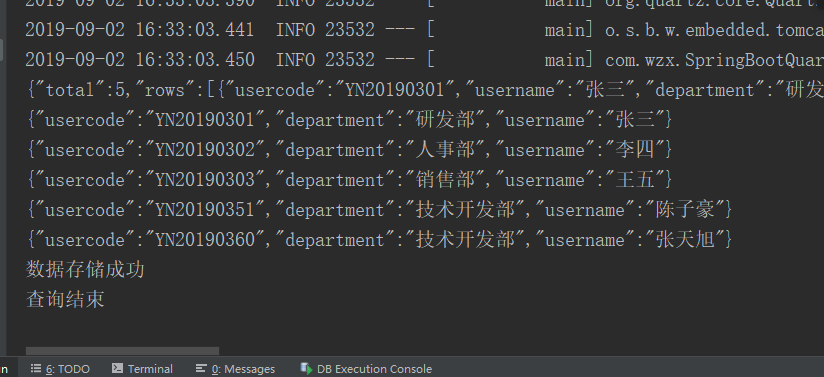 2019-09-02 16:33:03.390  INFO 23532 --- [           main] org.quartz.core.Quart
2019-09-02 16:33:03.441  INFO 23532 --- [           main] o.s.b.w.embedded.tomca
2019-09-02 16:33:03.450  INFO 23532 --- [           main] com.wzx.SpringBootQuar
{"total":5,"rows":[{"usercode":"YN20190301","username":"张三","department":"研发
{"usercode":"YN20190301","department":"研发部","username":"张三"}
{"usercode":"YN20190302","department":"人事部","username":"李四"}
{"usercode":"YN20190303","department":"销售部","username":"王五"}
{"usercode":"YN20190351","department":"技术开发部","username":"陈子豪"}
{"usercode":"YN20190360","department":"技术开发部","username":"张天旭"}
数据存储成功
查询结束
n 6: TODO Terminal 0: Messages DB Execution Console